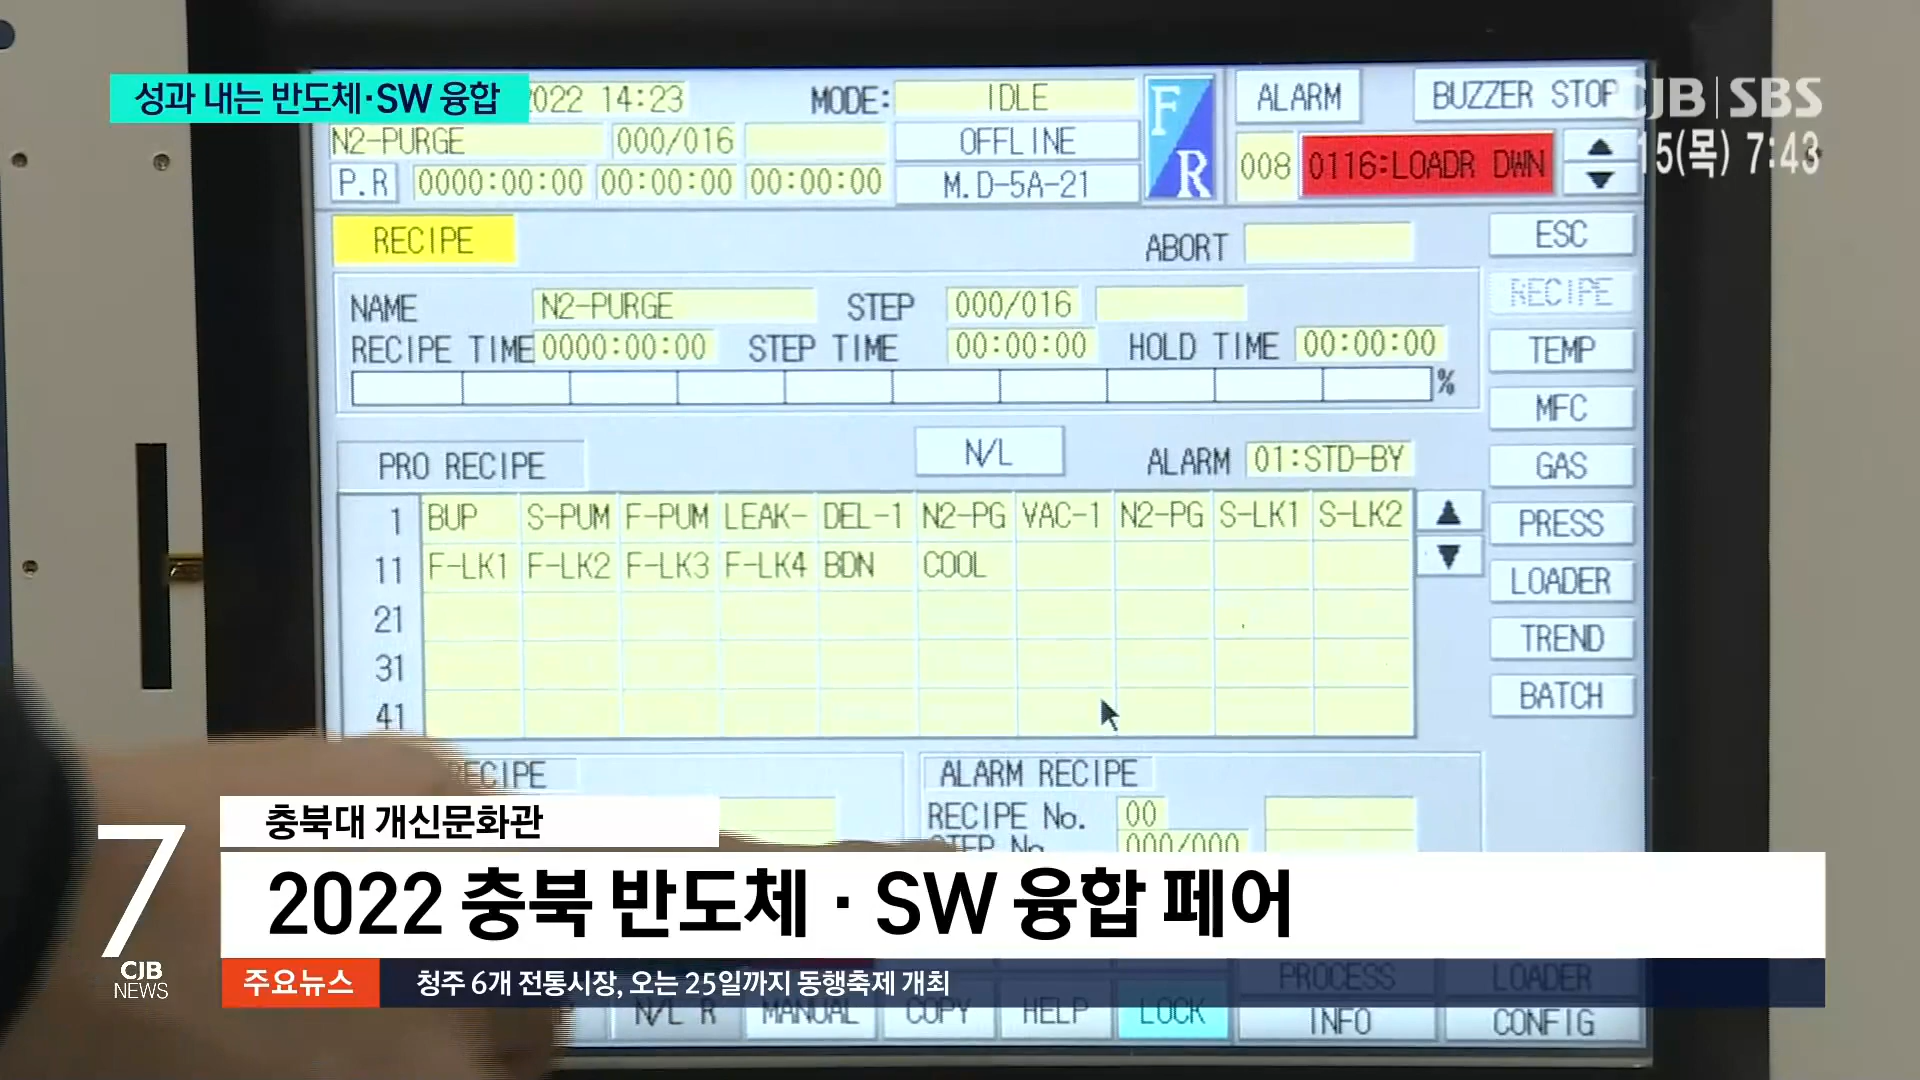 성과 내는 반도체·SW 융합
2022 14:23
MODE: IDLE
ALARM
BUZZER STOP
CJB|SBS
15(목) 7:43
N2-PURGE 000/016
OFFLINE
F
R
008 0116:LOADR DWN
P.R 0000:00:00 00:00:00 00:00:00
M.D-5A-21
RECIPE
ABORT
ESC
RECIPE
NAME N2-PURGE STEP 000/016
RECIPE TIME 0000:00:00 STEP TIME 00:00:00 HOLD TIME 00:00:00
TEMP
%
MFC
PRO RECIPE N/L ALARM 01:STD-BY
GAS
1 BUP S-PUM F-PUM LEAK- DEL-1 N2-PG VAC-1 N2-PG S-LK1 S-LK2
PRESS
11 F-LK1 F-LK2 F-LK3 F-LK4 BDN COOL
LOADER
21
TREND
31
BATCH
41
RECIPE
ALARM RECIPE
RECIPE No. 00
STEP No 000/000
충북대 개신문화관
2022 충북 반도체·SW 융합 페어
7
CJB
NEWS
주요뉴스 청주 6개 전통시장, 오는 25일까지 동행축제 개최
PROCESS LOADER
N/L R MANUAL COPY HELP LOCK INFO CONFIG